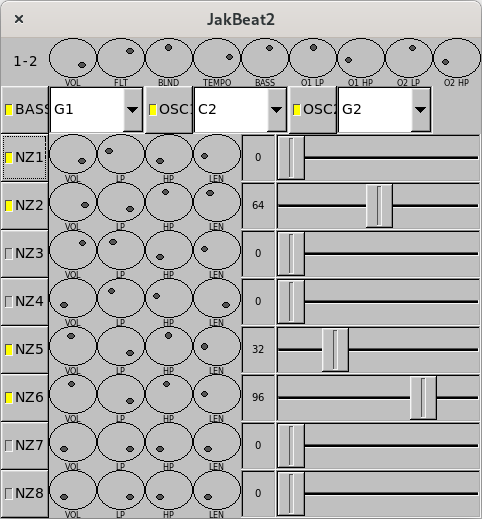 JakBeat2
1-2 VOL FLT BLND TEMPO BASS O1 LP O1 HP O2 LP O2 HP
BASS G1 OSC1 C2 OSC2 G2
NZ1 VOL LP HP LEN 0
NZ2 VOL LP HP LEN 64
NZ3 VOL LP HP LEN 0
NZ4 VOL LP HP LEN 0
NZ5 VOL LP HP LEN 32
NZ6 VOL LP HP LEN 96
NZ7 VOL LP HP LEN 0
NZ8 VOL LP HP LEN 0